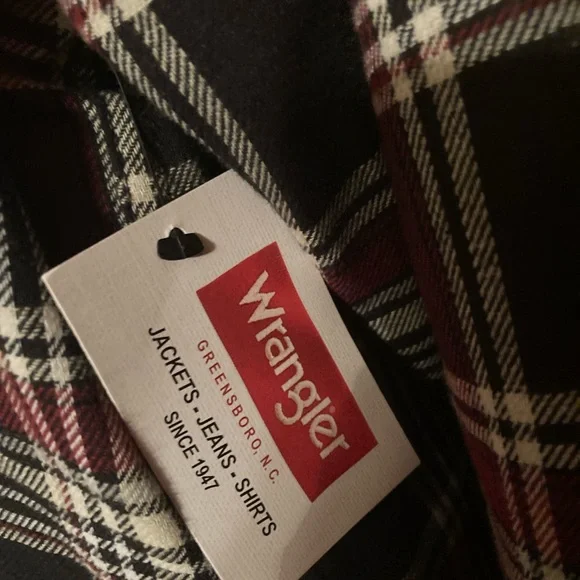 Wrangler
GREENSBORO, N.C.
JACKETS - JEANS - SHIRTS
SINCE 1947